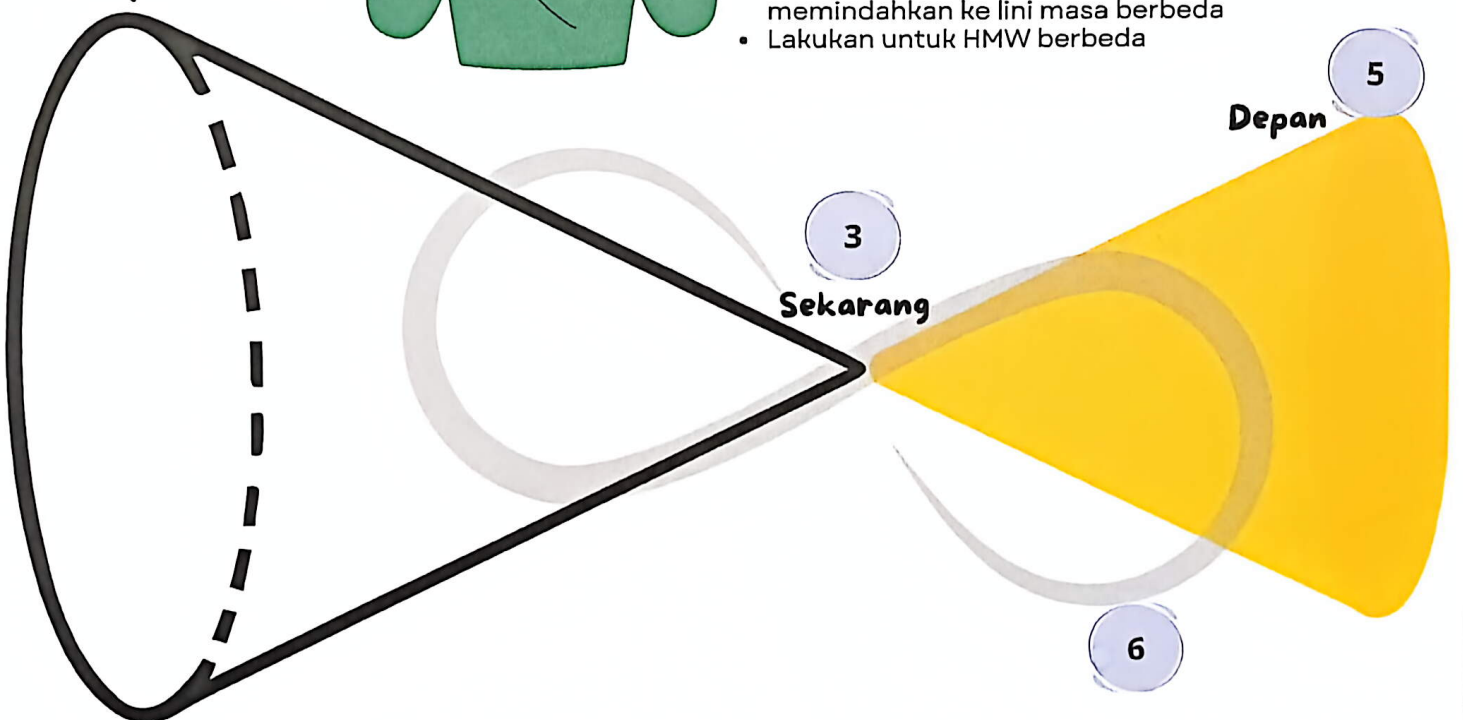 memindahkan ke lini masa berbeda
• Lakukan untuk HMW berbeda
5
Depan
3
Sekarang
6